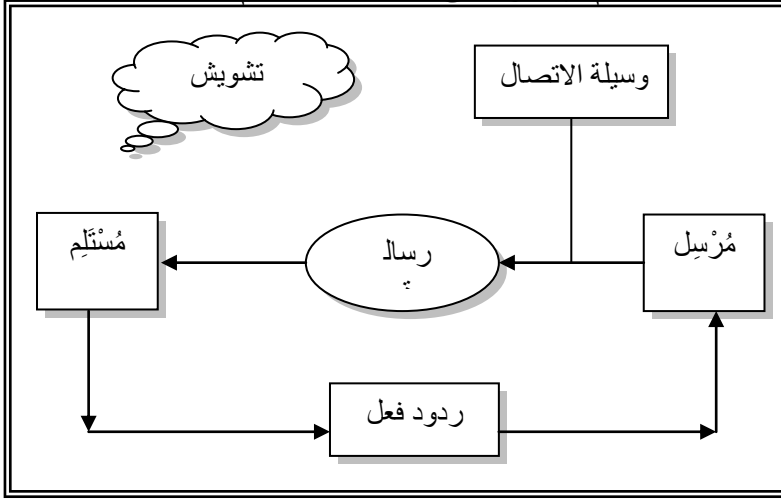 تشويش
وسيلة الاتصال
مُرْسِل
رسال
ة
مُسْتَلِم
ردود فعل